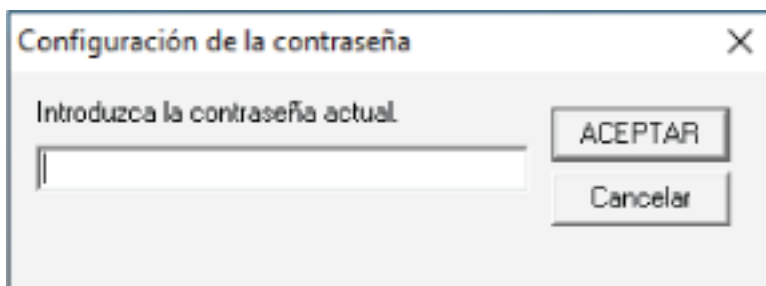 Configuración de la contraseña
Introduzca la contraseña actual.
ACEPTAR
Cancelar